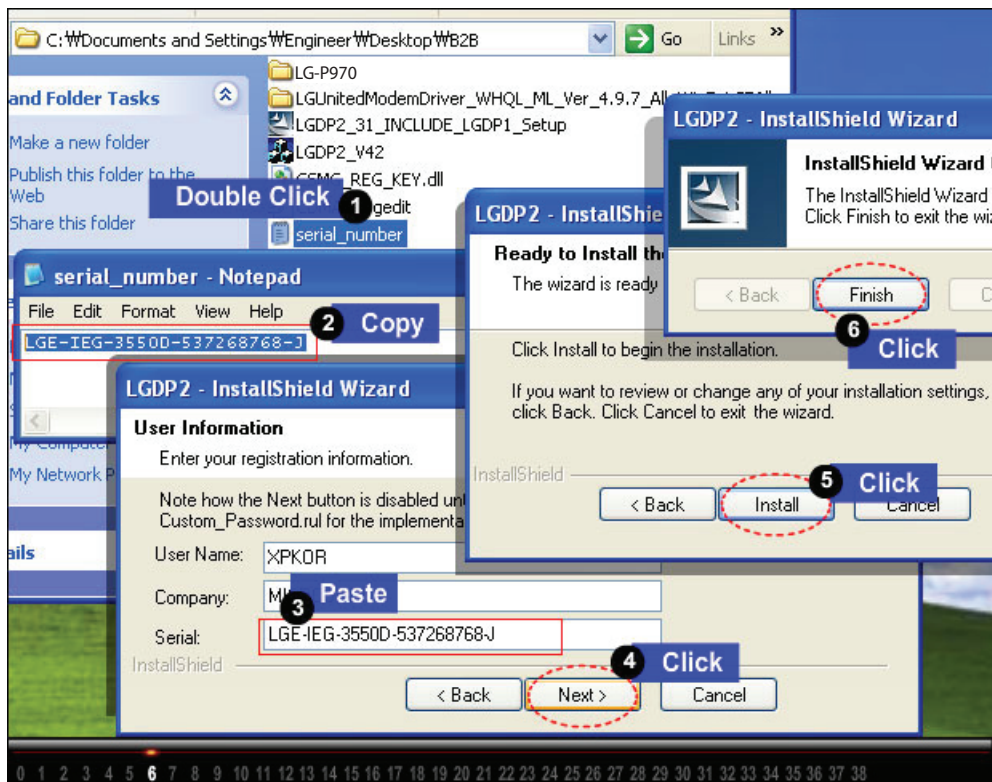 C:₩Documents and Settings₩Engineer₩Desktop₩B2B
Go
Links »
and Folder Tasks
Make a new folder
Publish this folder to the
Web
Share this folder
My Computer
My Network P
ails
LG-P970
LGUnitedModemDriver_WHQL_ML_Ver_4.9.7_All
LGDP2_31_INCLUDE_LGDP1_Setup
LGDP2_V42
REG_KEY.dll
gedit
serial_number
Double Click 1
serial_number - Notepad
File Edit Format View Help
LGE-IEG-3550D-537268768-J
2 Copy
LGDP2 - InstallShield Wizard
User Information
Enter your registration information.
Note how the Next button is disabled
Custom_Password.rul for the
User Name: XPKOR
Company:
3 Paste
Serial: LGE-IEG-3550D-537268768-J
InstallShield
4 Click
< Back Next > Cancel
LGDP2 - InstallShie
Ready to Install th
The wizard is ready
Click Install to begin the installation.
If you want to review or change any of your installation settings,
click Back. Click Cancel to exit the wizard.
InstallShield
5 Click
< Back Install Cancel
LGDP2 - InstallShield Wizard
InstallShield Wizard
The InstallShield Wizard
Click Finish to exit the wiz
< Back Finish C
6 Click
0 1 2 3 4 5 6 7 8 9 10 11 12 13 14 15 16 17 18 19 20 21 22 23 24 25 26 27 28 29 30 31 32 33 34 35 36 37 38